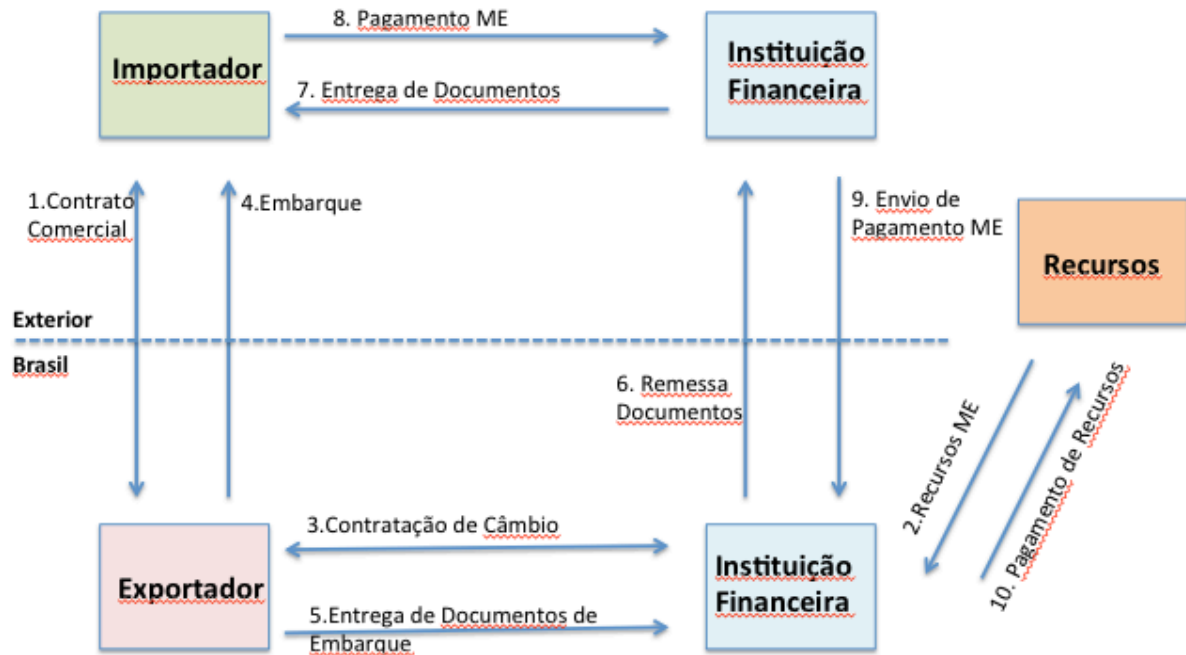 8. Pagamento ME
Importador
Instituição
Financeira
7. Entrega de Documentos
1.Contrato
Comercial
4.Embarque
9. Envio de
Pagamento ME
Recursos
Exterior
Brasil
6. Remessa
Documentos
2.Recursos ME
10. Pagamento de Recursos
3.Contratação de Câmbio
Exportador
Instituição
Financeira
5.Entrega de Documentos de
Embarque